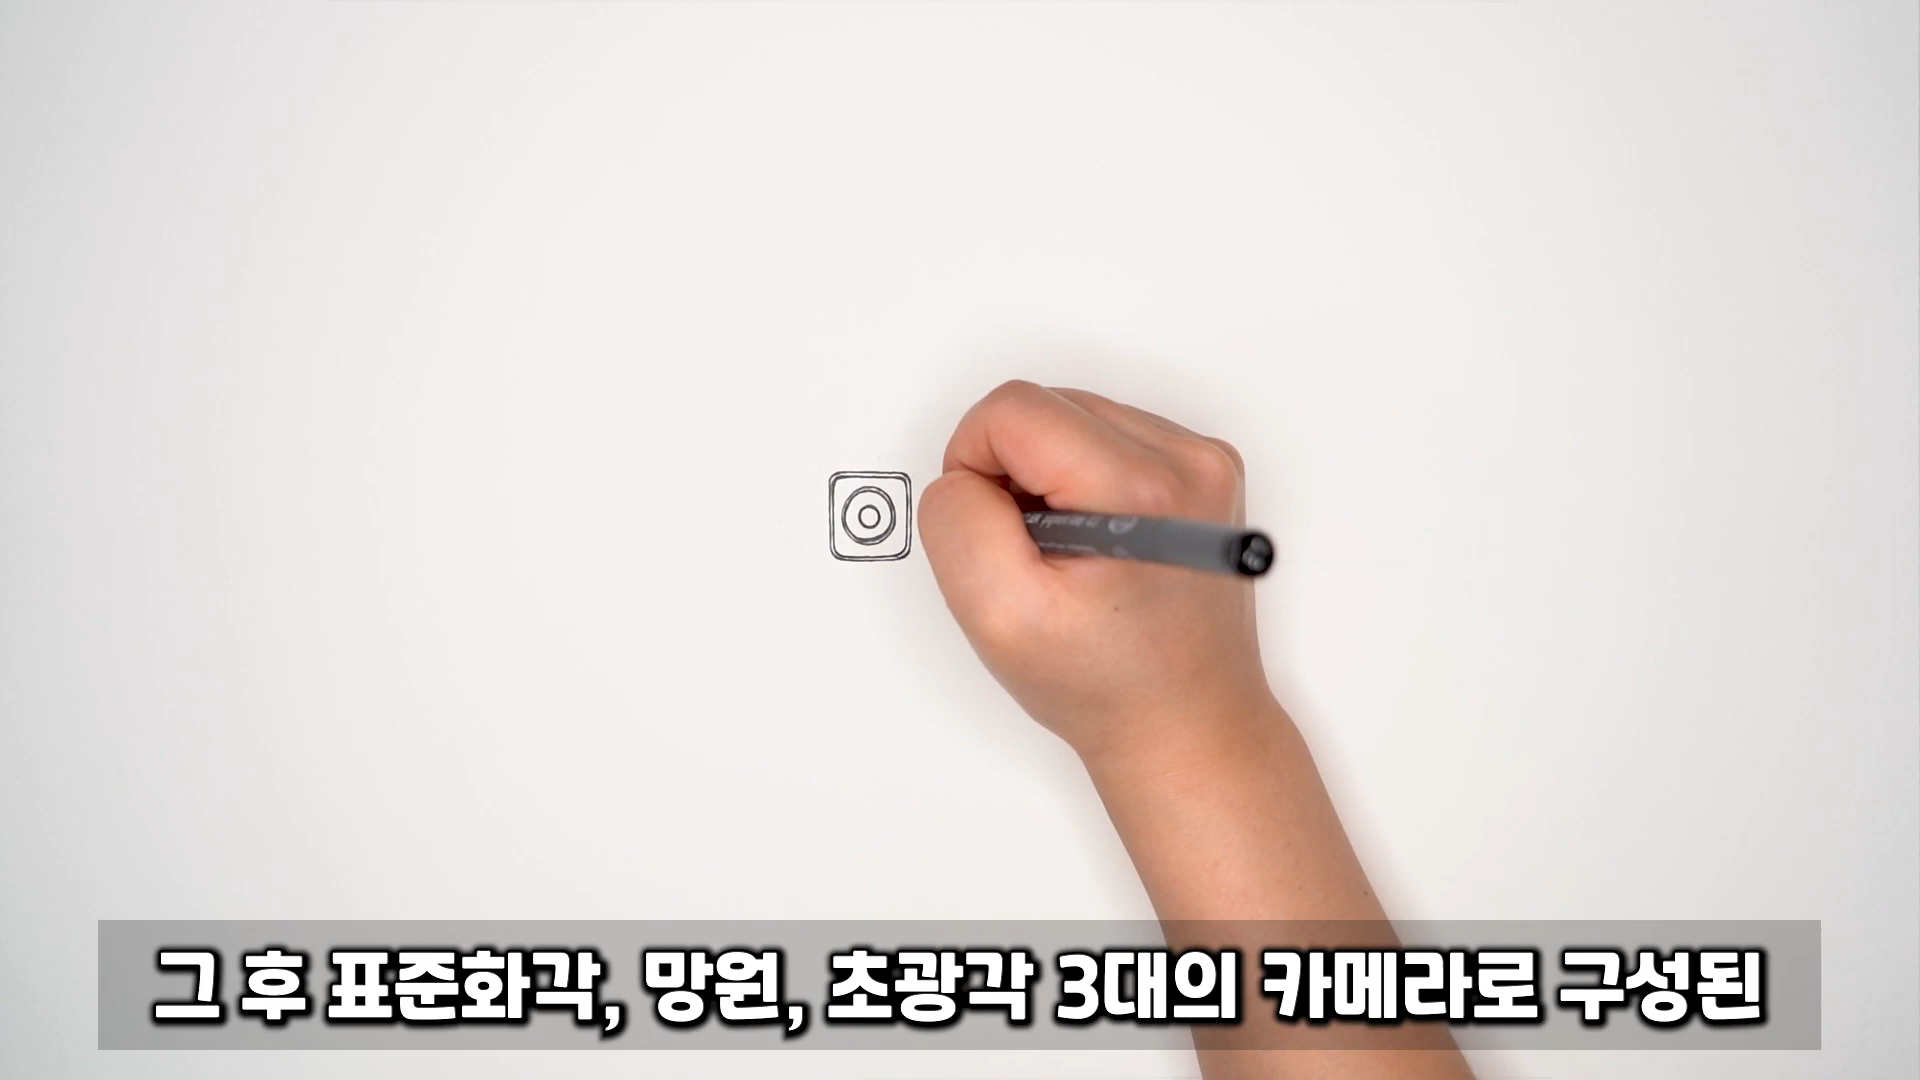 그 후 표준화각, 망원, 초광각 3대의 카메라로 구성된